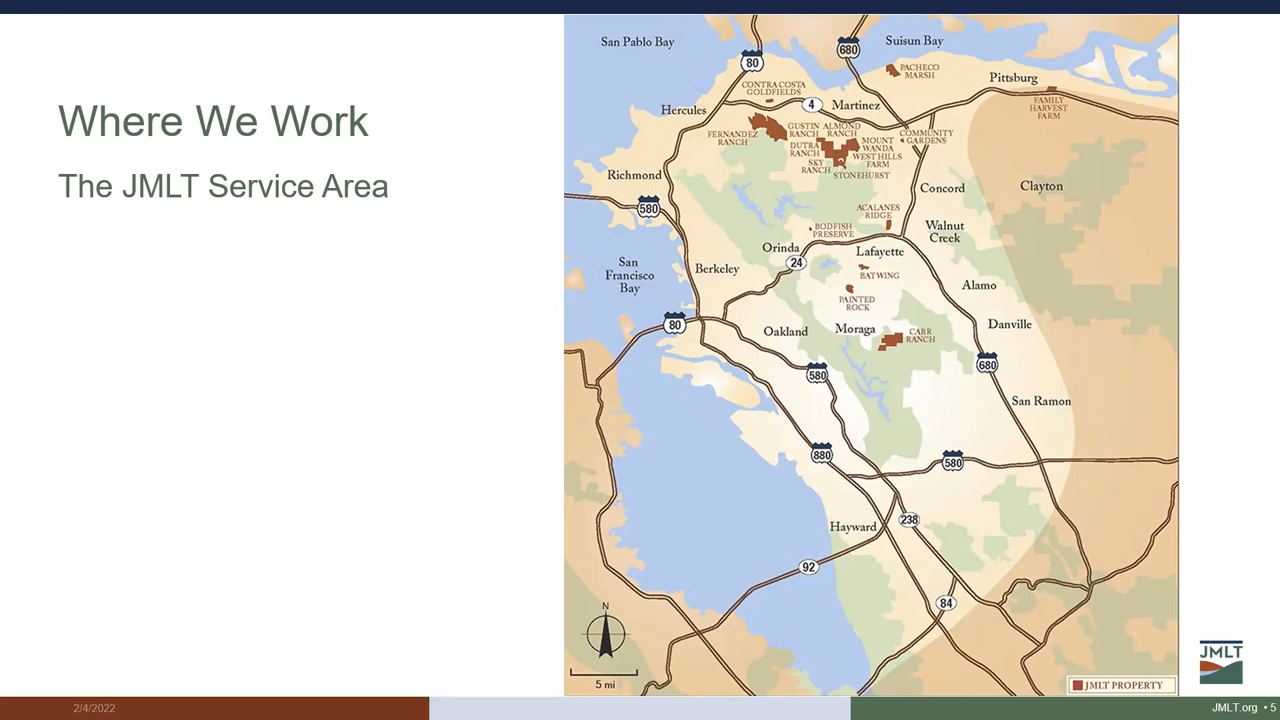 Where We Work
The JMLT Service Area
San Pablo Bay
80
680
Suisun Bay
PACHECO
MARSH
Pittsburg
CONTRA COSTA
GOLDFIELDS
4
Martinez
Hercules
FAMILY
HARVEST
FARM
FERNANDEZ
RANCH
GUSTIN
RANCH
ALMOND
RANCH
COMMUNITY
GARDENS
DUTRA
RANCH
MOUNT
WANDA
WEST HILLS
FARM
SKY
RANCH
STONEHURST
Richmond
580
Concord
Clayton
ACALANES
RIDGE
BODFISH
PRESERVE
Walnut
Creek
Orinda
24
Lafayette
San
Francisco
Bay
Berkeley
BATWING
Alamo
PAINTED
ROCK
80
Oakland
Moraga
CARR
RANCH
Danville
580
680
San Ramon
880
580
Hayward
238
92
84
N
5 mi
JMLT PROPERTY
JMLT
2/4/2022
JMLT.org • 5